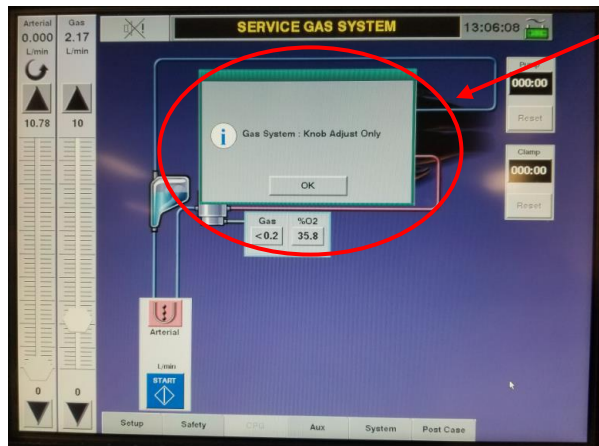 Arterial
0.000
L/min
Gas
2.17
L/min
SERVICE GAS SYSTEM
13:06:08
10.78
10
Pump
000:00
Reset
Clamp
000:00
Reset
i
Gas System : Knob Adjust Only
OK
Gas %O2
<0.2 35.8
Arterial
L/min
START
0
0
Setup Safety CPG Aux System Post Case